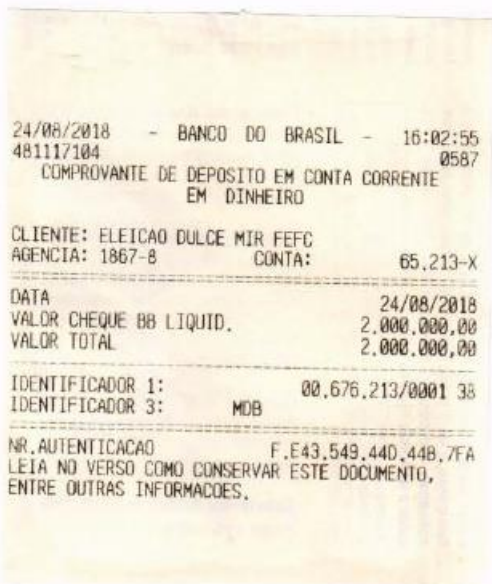 24/08/2018 - BANCO DO BRASIL - 16:02:55
481117104 0587
COMPROVANTE DE DEPOSITO EM CONTA CORRENTE
EM DINHEIRO
CLIENTE: ELEICAO DULCE MIR FEFC
AGENCIA: 1867-8 CONTA: 65.213-X
DATA 24/08/2018
VALOR CHEQUE BB LIQUID. 2.000.000,00
VALOR TOTAL 2.000.000,00
IDENTIFICADOR 1: 00.676.213/0001 38
IDENTIFICADOR 3: MDB
NR.AUTENTICACAO F.E43.549.440.448.7FA
LEIA NO VERSO COMO CONSERVAR ESTE DOCUMENTO,
ENTRE OUTRAS INFORMACOES.